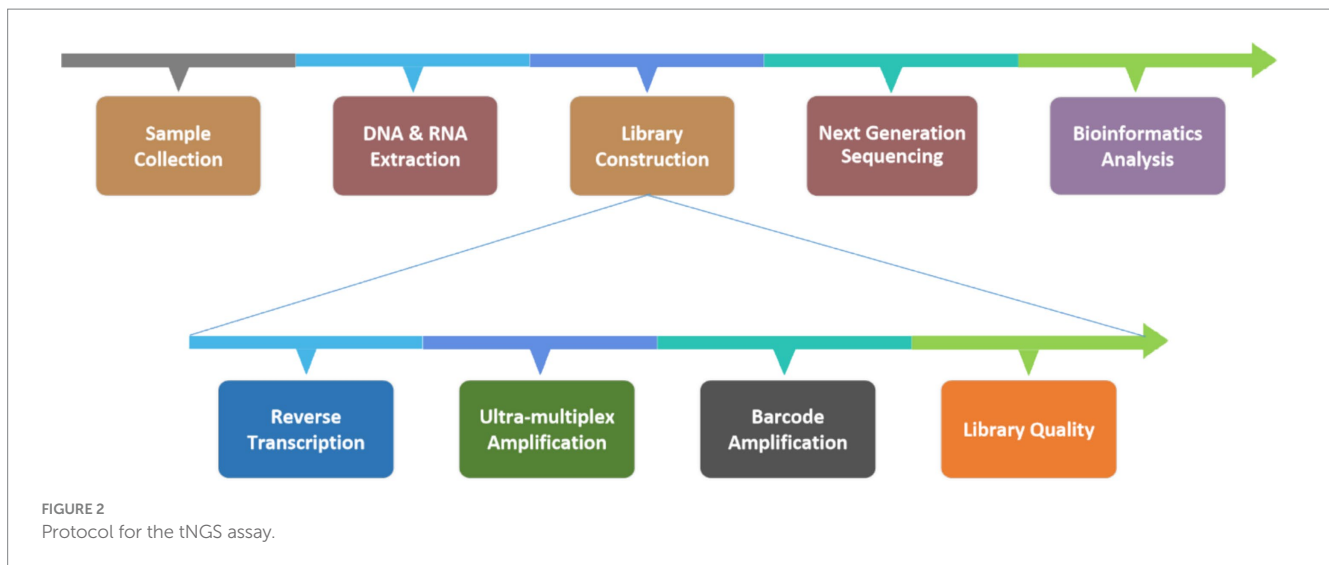 Sample
Collection
DNA & RNA
Extraction
Library
Construction
Next Generation
Sequencing
Bioinformatics
Analysis
Reverse
Transcription
Ultra-multiplex
Amplification
Barcode
Amplification
Library Quality
FIGURE 2
Protocol for the tNGS assay.